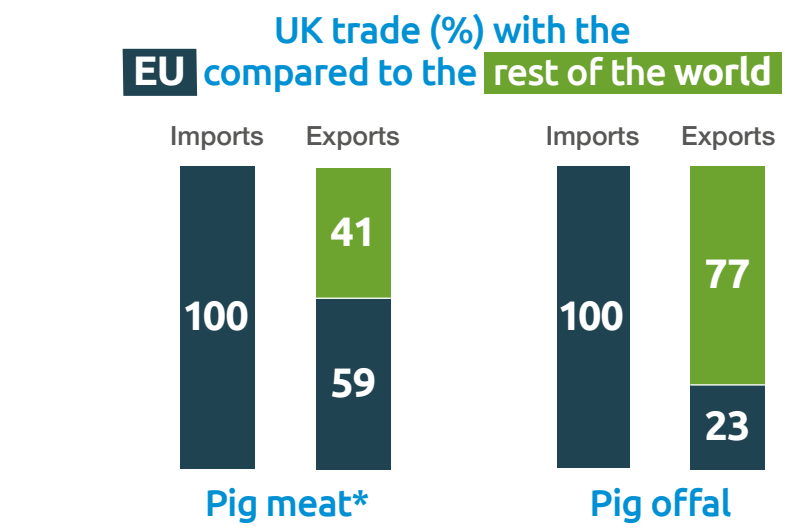 UK trade (%) with the
EU compared to the rest of the world
Imports Exports Imports Exports
41
77
100
100
59
23
Pig meat* Pig offal